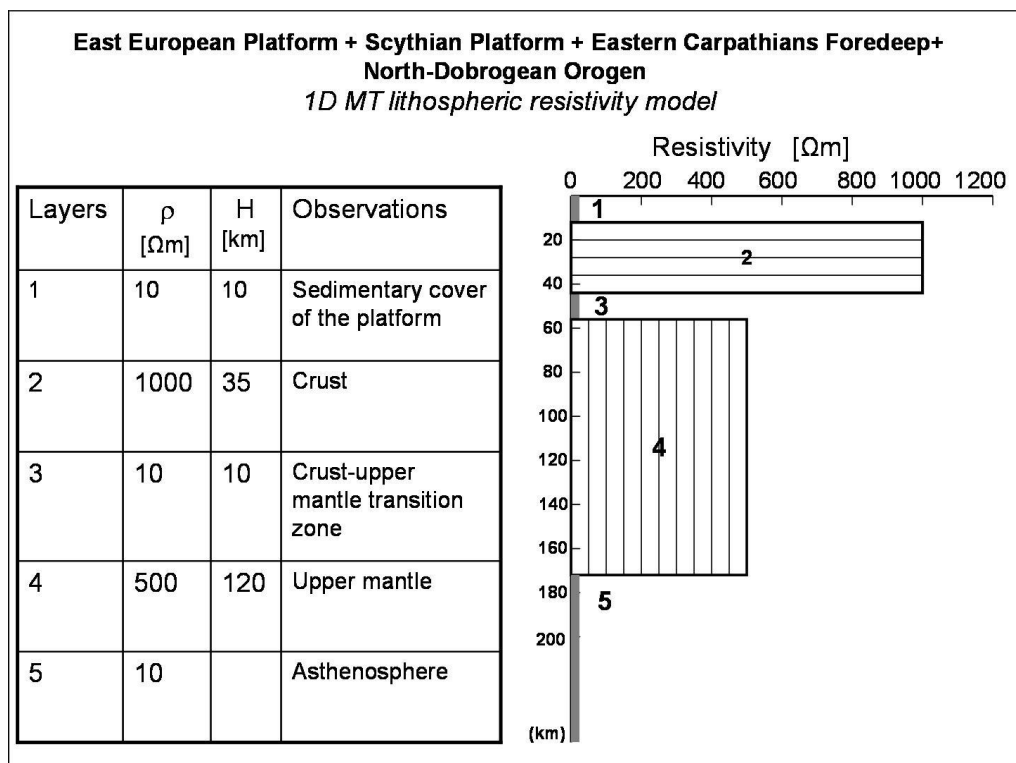 East European Platform + Scythian Platform + Eastern Carpathians Foredeep+
North-Dobrogean Orogen
1D MT lithospheric resistivity model
Layers ρ H Observations
[Ωm] [km]
1 10 10 Sedimentary cover
of the platform
2 1000 35 Crust
3 10 10 Crust-upper
mantle transition
zone
4 500 120 Upper mantle
5 10 Asthenosphere
Resistivity [Ωm]
0 200 400 600 800 1000 1200
1
20
2
40
3
60
80
100
4
120
140
160
180
5
200
(km)